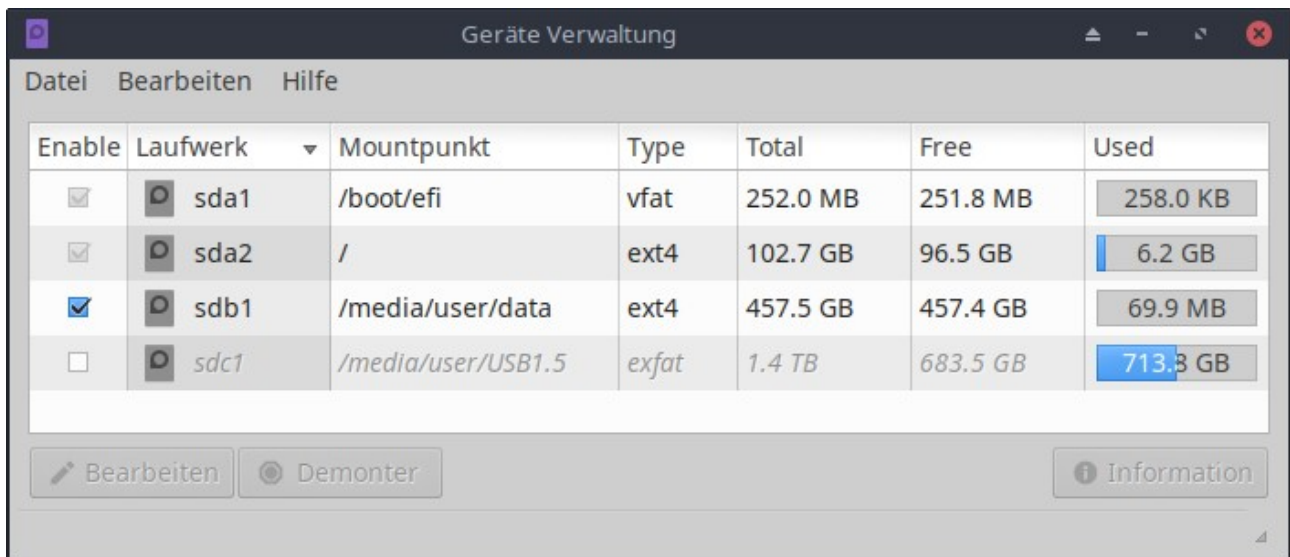 Geräte Verwaltung
Datei Bearbeiten Hilfe
Enable Laufwerk Mountpunkt Type Total Free Used
sda1 /boot/efi vfat 252.0 MB 251.8 MB 258.0 KB
sda2 / ext4 102.7 GB 96.5 GB 6.2 GB
sdb1 /media/user/data ext4 457.5 GB 457.4 GB 69.9 MB
sdc1 /media/user/USB1.5 exfat 1.4 TB 683.5 GB 713.8 GB
Bearbeiten Demonter Information